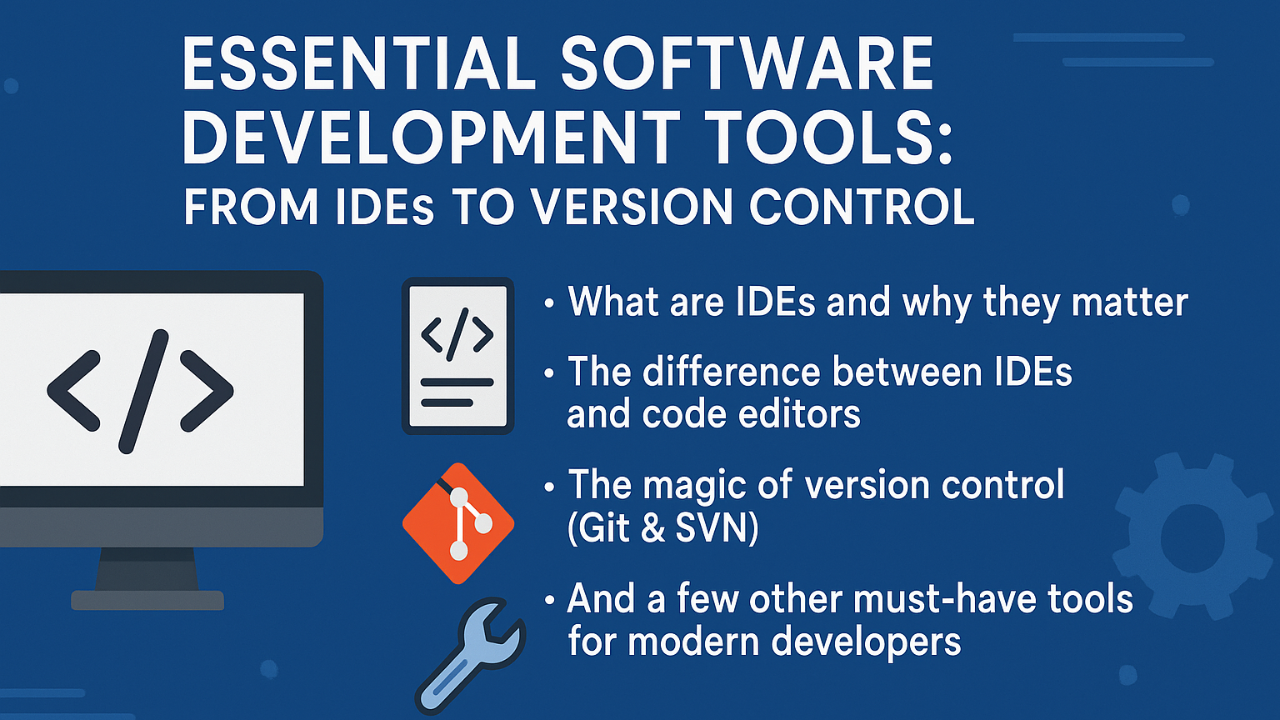 ESSENTIAL SOFTWARE
DEVELOPMENT TOOLS:
FROM IDEs TO VERSION CONTROL
</>
</>
• What are IDEs and why they matter
• The difference between IDEs
and code editors
• The magic of version control
(Git & SVN)
• And a few other must-have tools
for modern developers